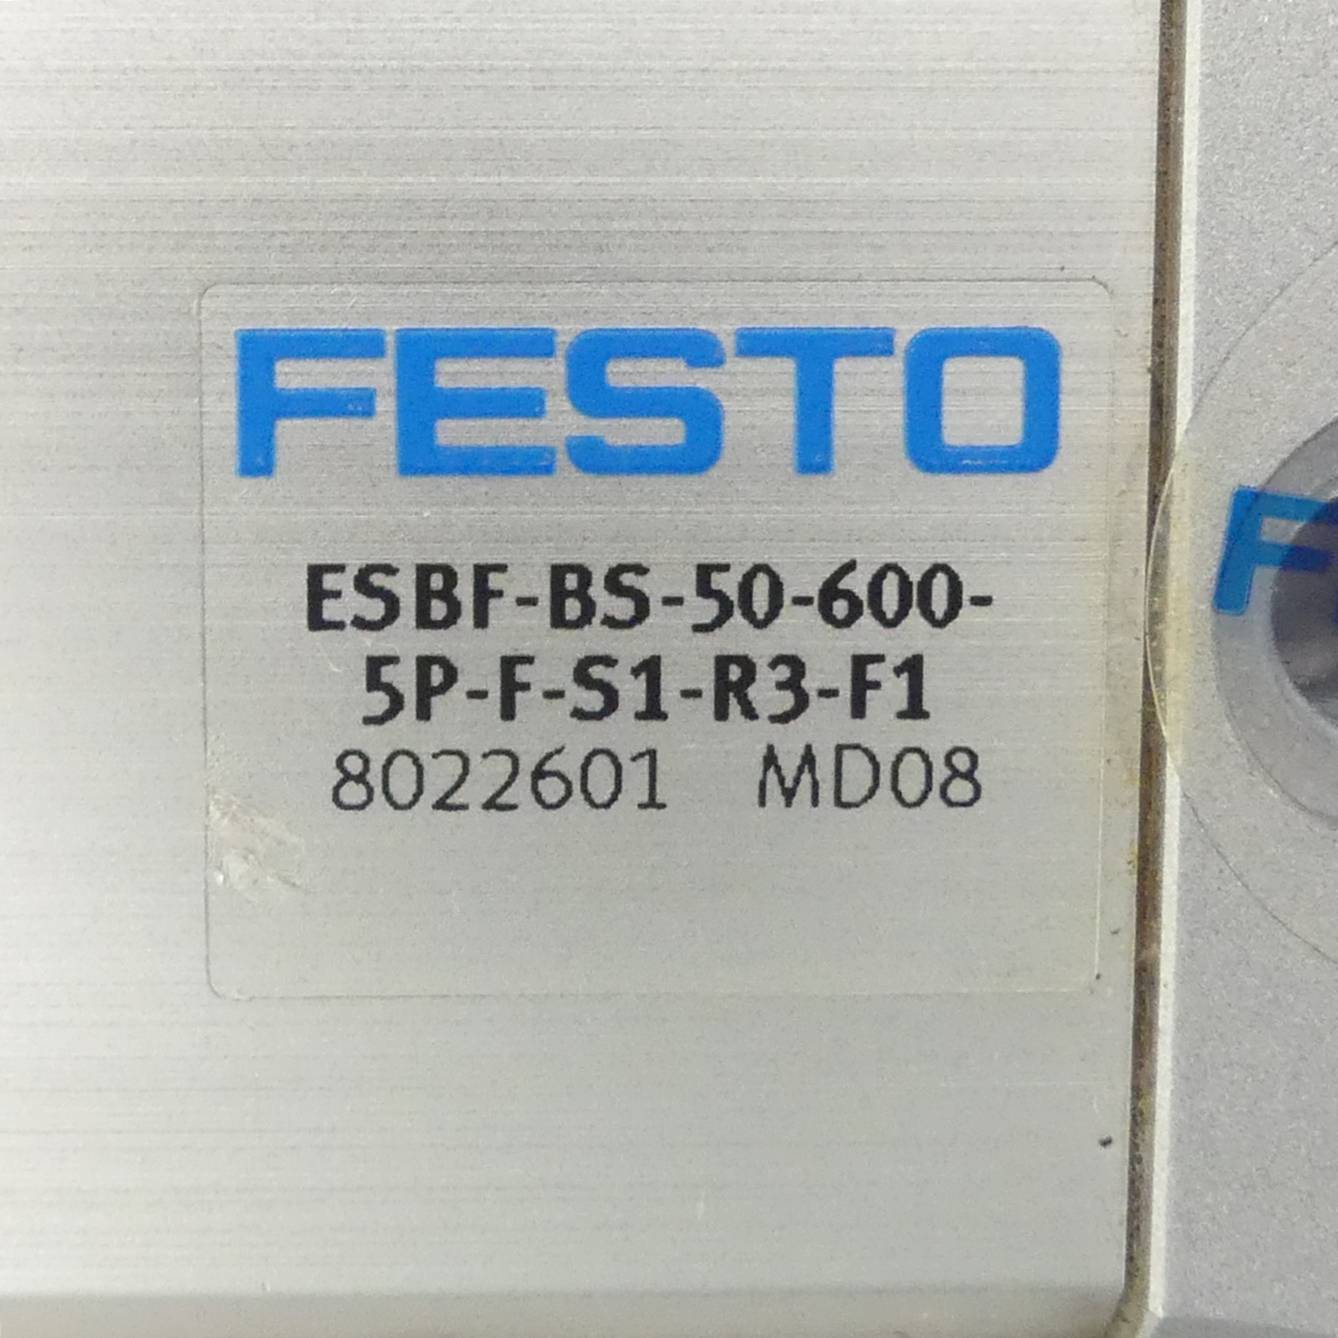 FESTO
ESBF-BS-50-600-
5P-F-S1-R3-F1
8022601 MD08
F